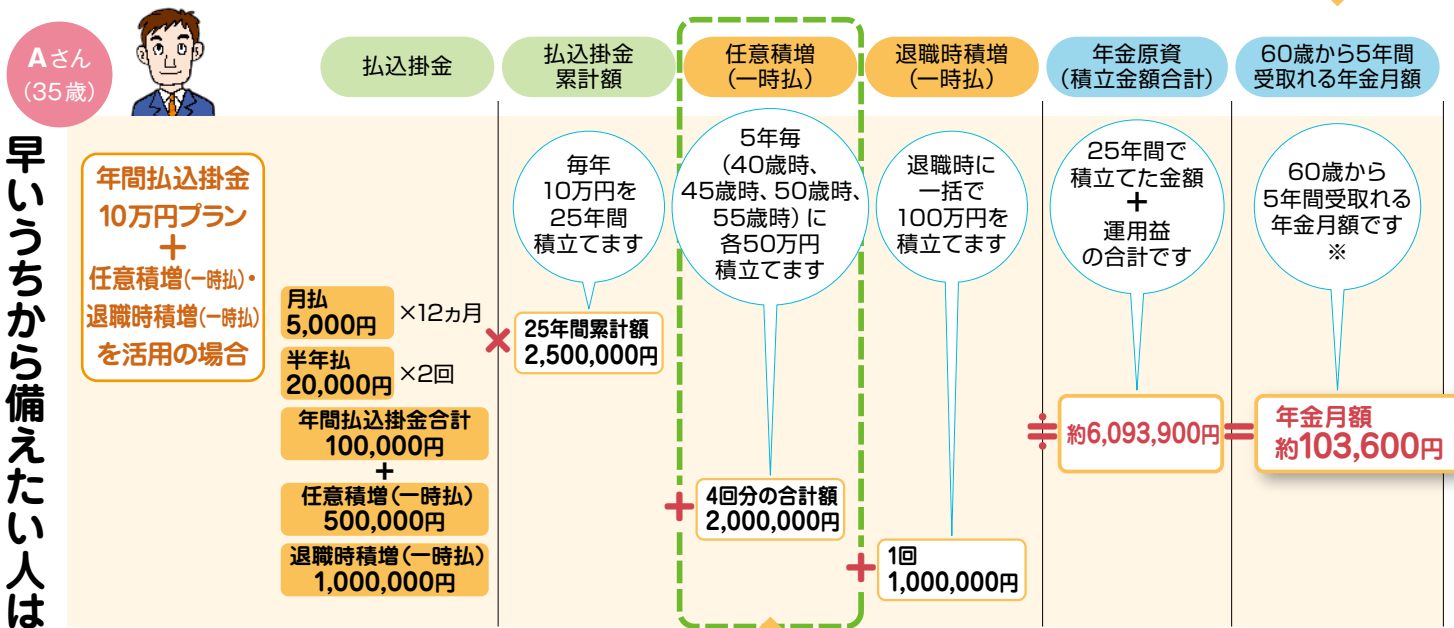 Aさん
(35歳)
早いうちから備えたい人は
払込掛金
払込掛金
累計額
任意積増
(一時払)
退職時積増
(一時払)
年金原資
(積立金額合計)
60歳から5年間
受取れる年金月額
年間払込掛金
10万円プラン
+
任意積増(一時払)・
退職時積増(一時払)
を活用の場合
月払
5,000円
×12ヵ月
半年払
20,000円
×2回
年間払込掛金合計
100,000円
+
任意積増(一時払)
500,000円
退職時積増(一時払)
1,000,000円
×
毎年
10万円を
25年間
積立てます
25年間累計額
2,500,000円
+
5年毎
(40歳時、
45歳時、50歳時、
55歳時)に
各50万円
積立てます
4回分の合計額
2,000,000円
+
退職時に
一括で
100万円を
積立てます
1回
1,000,000円
≒
25年間で
積立てた金額
+
運用益
の合計です
約6,093,900円
=
60歳から
5年間受取れる
年金月額です
※
年金月額
約103,600円